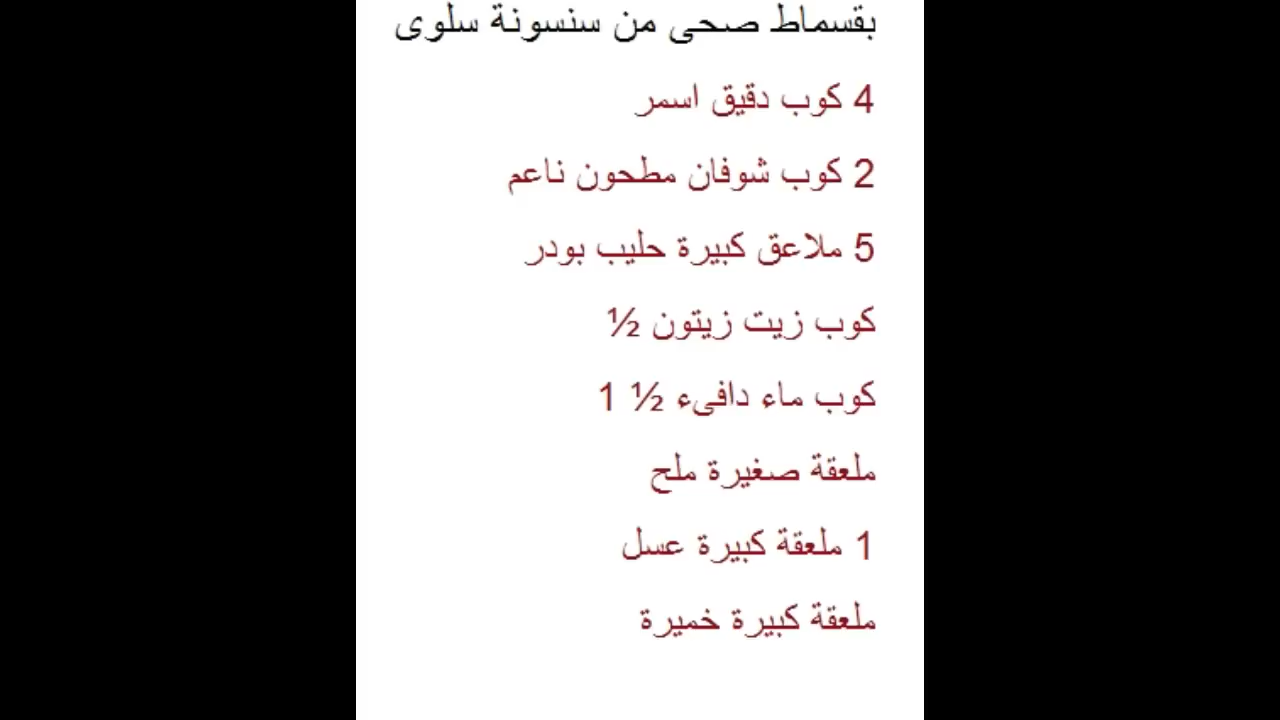 بقسماط صحى من سنسونة سلوى
4 كوب دقيق اسمر
2 كوب شوفان مطحون ناعم
5 ملاعق كبيرة حليب بودر
كوب زيت زيتون ½
كوب ماء دافىء ½ 1
ملعقة صغيرة ملح
1 ملعقة كبيرة عسل
ملعقة كبيرة خميرة